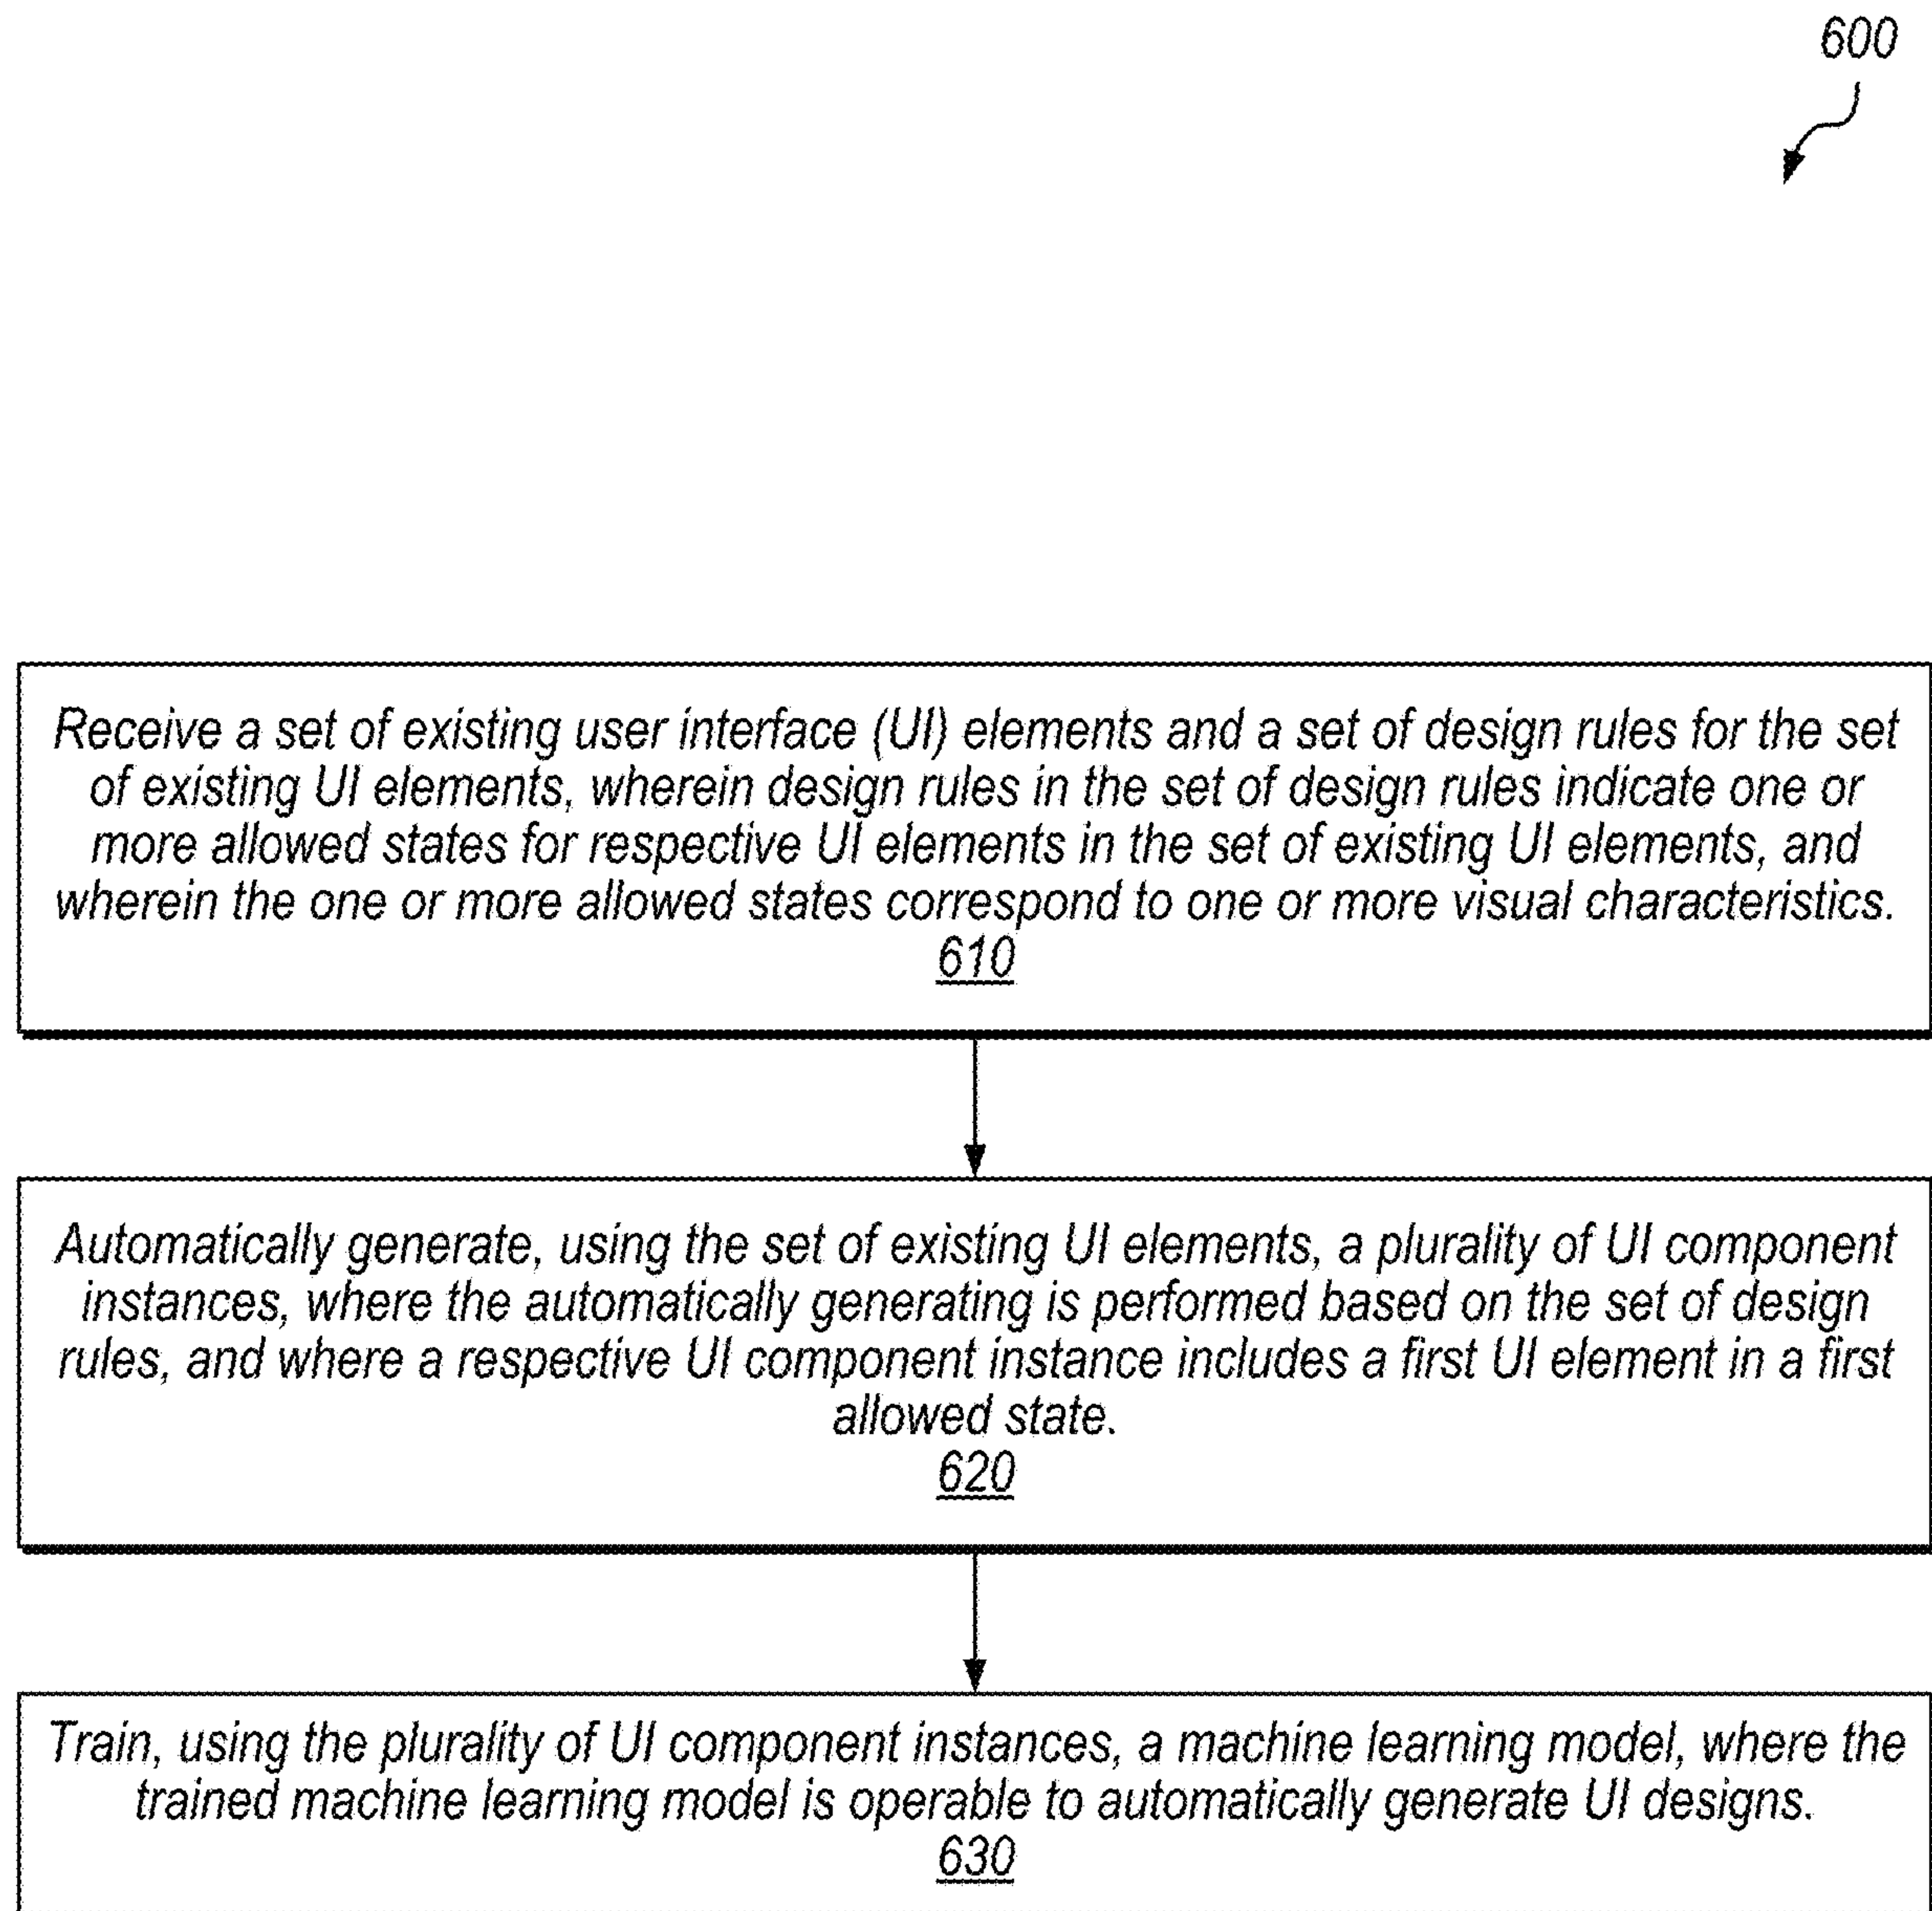 600
Receive a set of existing user interface (UI) elements and a set of design rules for the set
of existing UI elements, wherein design rules in the set of design rules indicate one or
more allowed states for respective UI elements in the set of existing UI elements, and
wherein the one or more allowed states correspond to one or more visual characteristics.
610
Automatically generate, using the set of existing UI elements, a plurality of UI component
instances, where the automatically generating is performed based on the set of design
rules, and where a respective UI component instance includes a first UI element in a first
allowed state.
620
Train, using the plurality of UI component instances, a machine learning model, where the
trained machine learning model is operable to automatically generate UI designs.
630